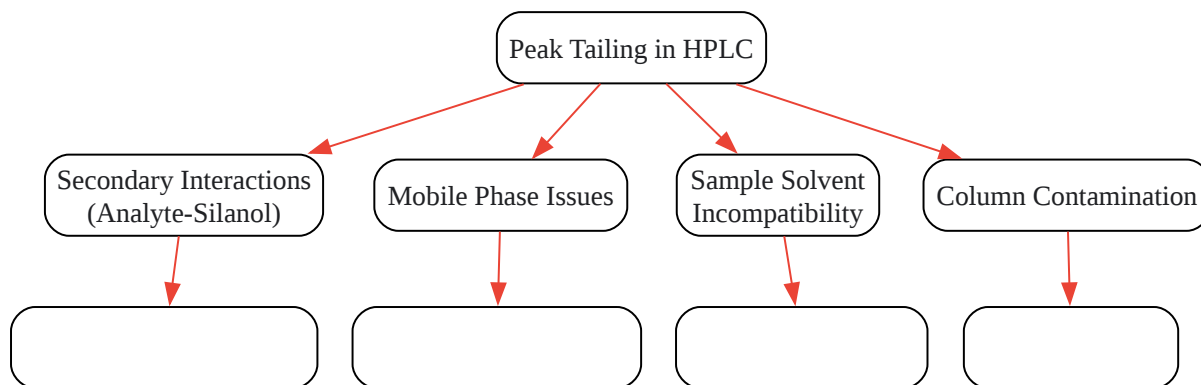 Peak Tailing in HPLC
Secondary Interactions
(Analyte-Silanol)
Mobile Phase Issues
Sample Solvent
Incompatibility
Column Contamination